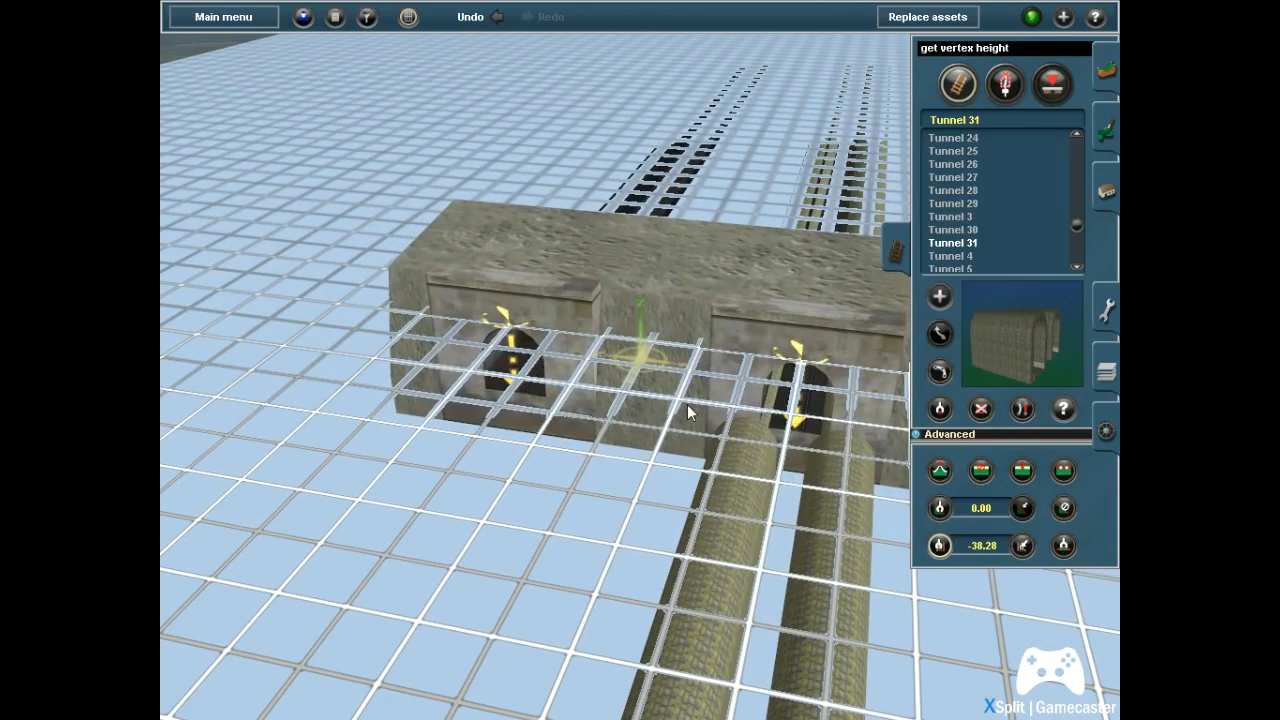 Main menu
Undo
Redo
Replace assets
get vertex height
Tunnel 31
Tunnel 24
Tunnel 25
Tunnel 26
Tunnel 27
Tunnel 28
Tunnel 29
Tunnel 3
Tunnel 30
Tunnel 31
Tunnel 4
Tunnel 5
Advanced
0.00
-38.28
z
XSplit | Gamecaster